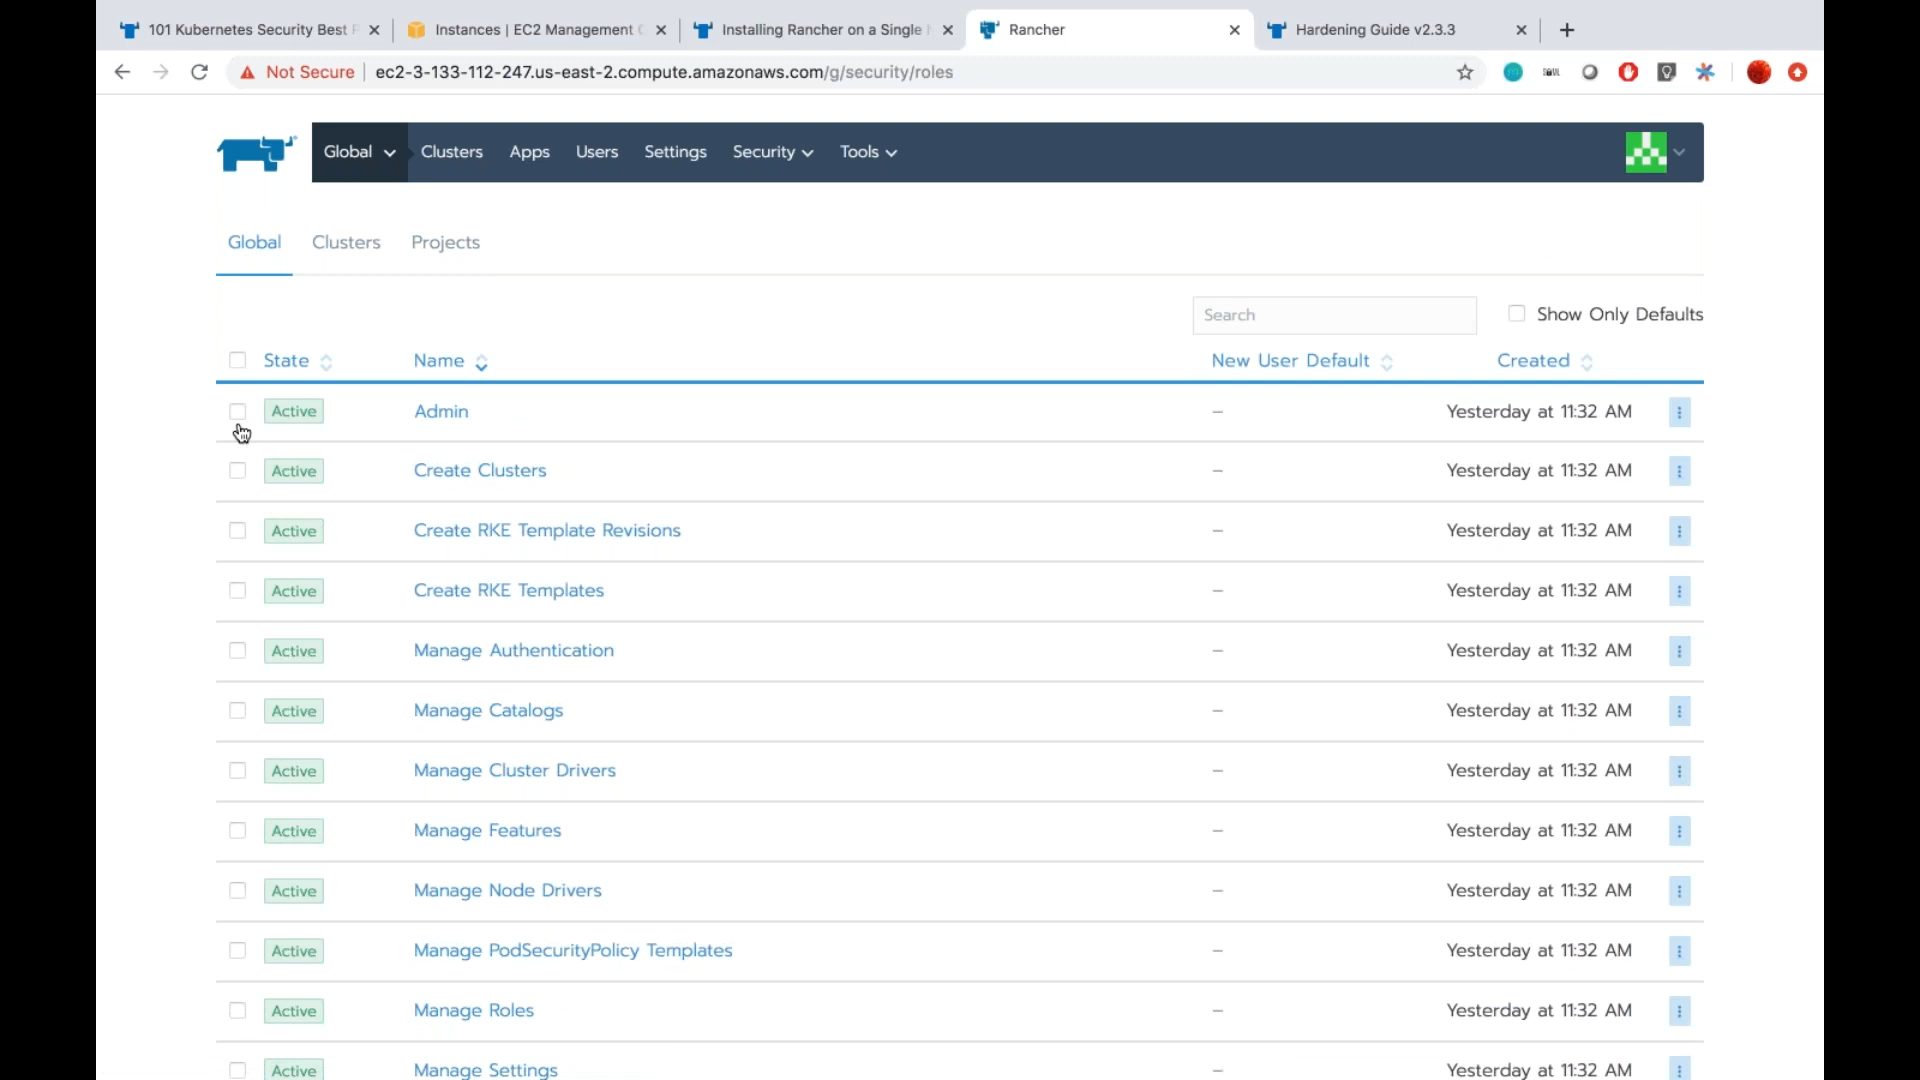 101 Kubernetes Security Best
Instances | EC2 Management
Installing Rancher on a Single
Rancher
Hardening Guide v2.3.3
Not Secure
ec2-3-133-112-247.us-east-2.compute.amazonaws.com/g/security/roles
Global Clusters Apps Users Settings Security Tools
Global Clusters Projects
Search Show Only Defaults
State Name New User Default Created
Active Admin – Yesterday at 11:32 AM
Active Create Clusters – Yesterday at 11:32 AM
Active Create RKE Template Revisions – Yesterday at 11:32 AM
Active Create RKE Templates – Yesterday at 11:32 AM
Active Manage Authentication – Yesterday at 11:32 AM
Active Manage Catalogs – Yesterday at 11:32 AM
Active Manage Cluster Drivers – Yesterday at 11:32 AM
Active Manage Features – Yesterday at 11:32 AM
Active Manage Node Drivers – Yesterday at 11:32 AM
Active Manage PodSecurityPolicy Templates – Yesterday at 11:32 AM
Active Manage Roles – Yesterday at 11:32 AM
Active Manage Settings – Yesterday at 11:32 AM